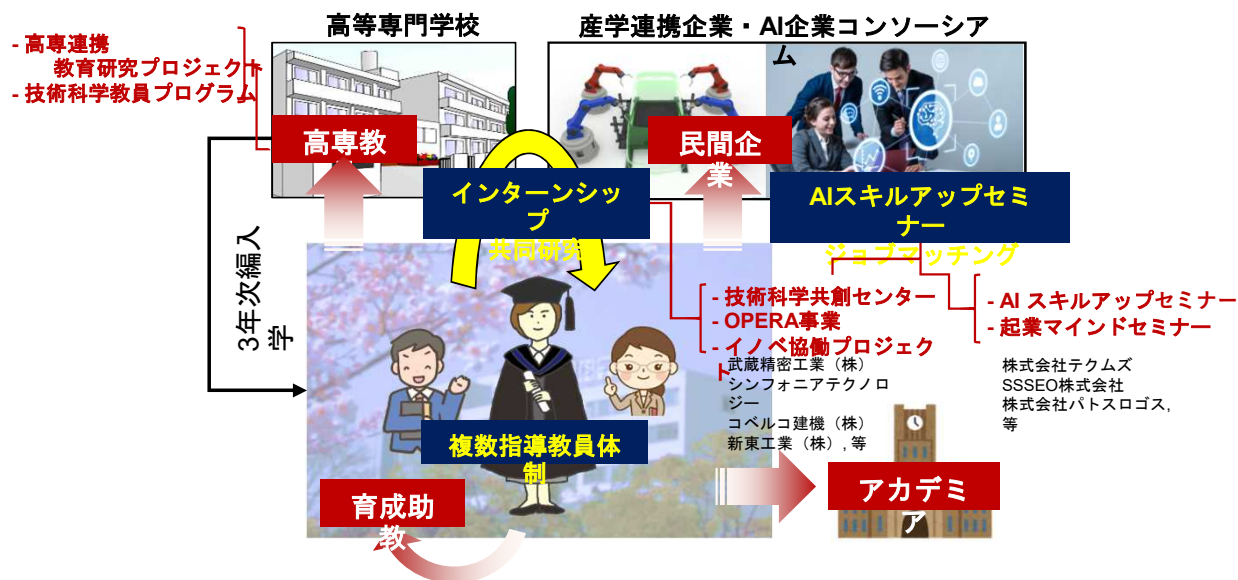 高等専門学校
産学連携企業・AI企業コンソーシア
ム
- 高専連携
教育研究プロジェクト
- 技術科学教員プログラム
高専教
民間企
業
インターンシッ
プ
共同研究
AIスキルアップセミ
ナー
ジョブマッチング
3年次編入
学
- 技術科学共創センター
- OPERA事業
- イノベ協働プロジェク
ト
武蔵精密工業（株）
シンフォニアテクノロ
ジー
コベルコ建機（株）
新東工業（株）, 等
- AI スキルアップセミナー
- 起業マインドセミナー
株式会社テクムズ
SSSEO株式会社
株式会社パトスロゴス,
等
複数指導教員体
制
育成助
教
アカデミ
ア